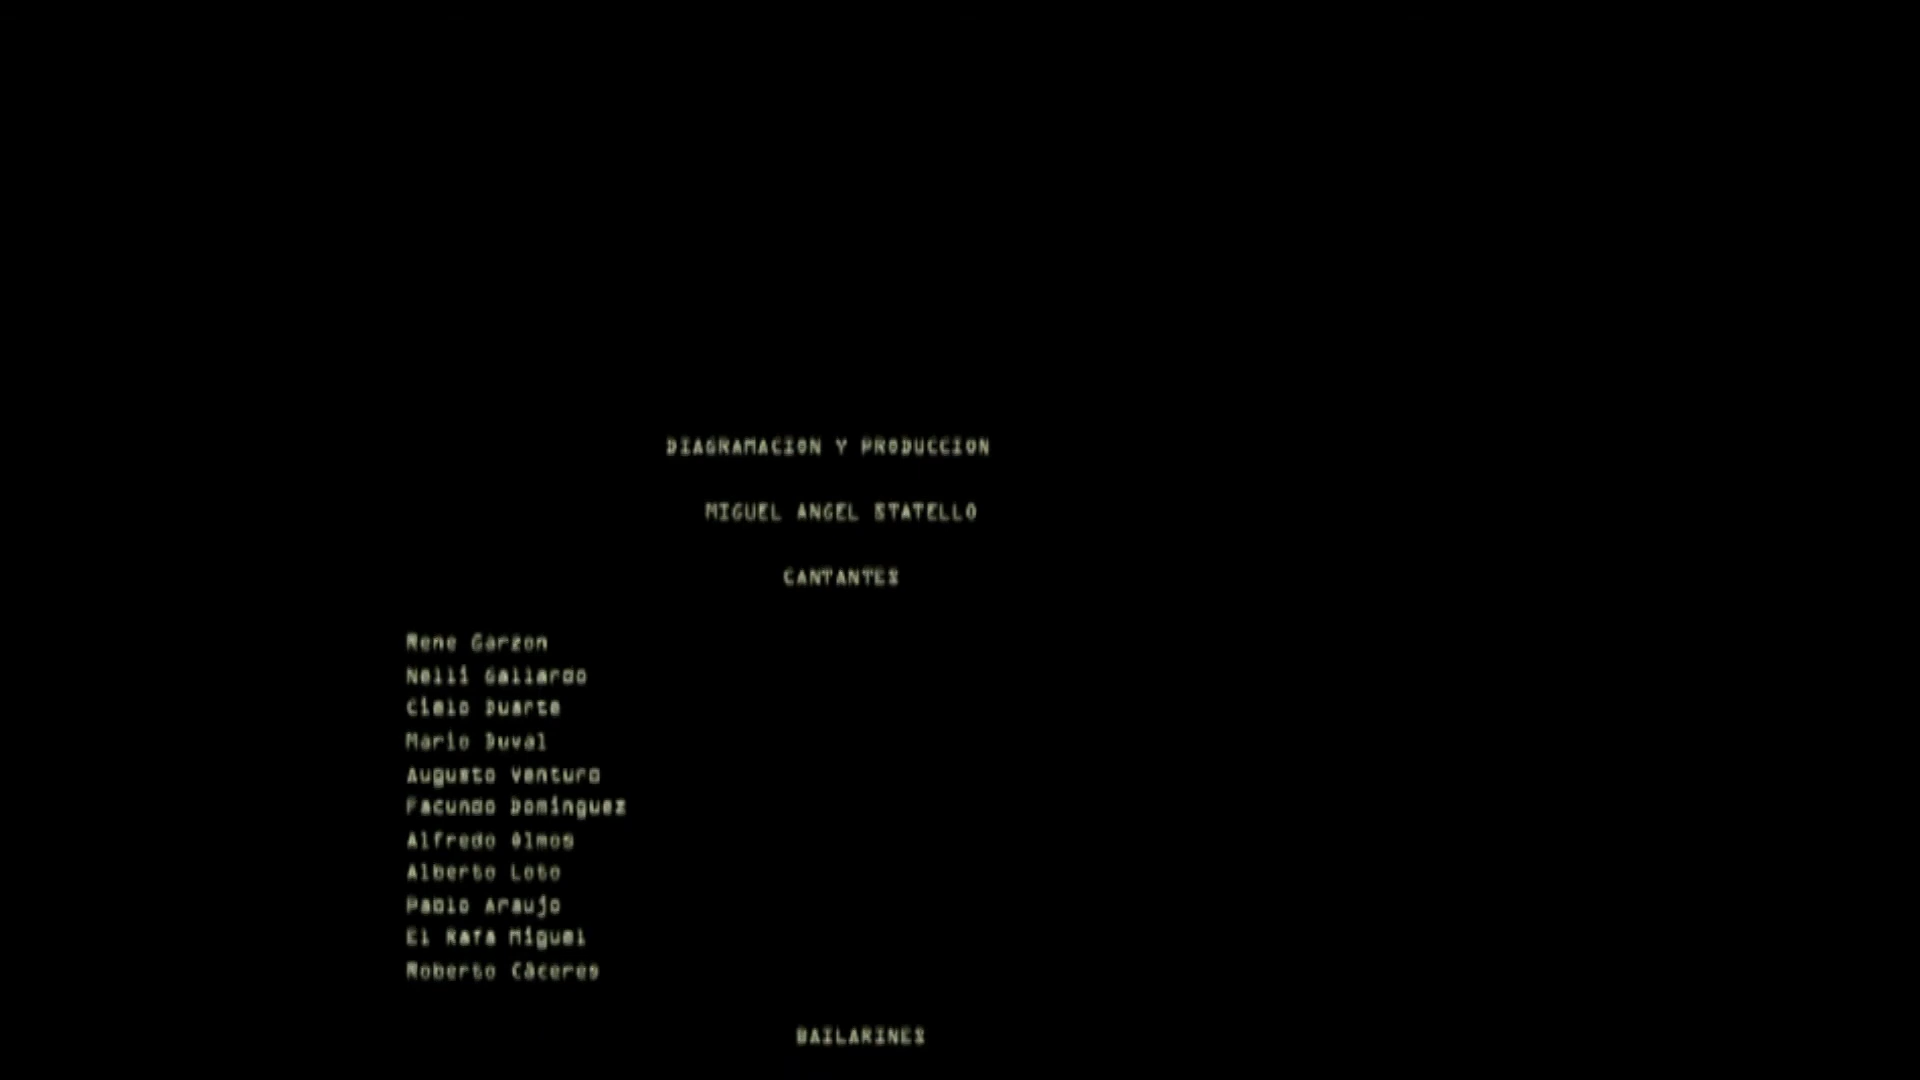 DIAGRAMACION Y PRODUCCION
MIGUEL ANGEL STATELLO
CANTANTES
Rene Garzon
Nelli Gallardo
Cielo Duarte
Mario Duval
Augusto Venturo
Facundo Dominguez
Alfredo Olmos
Alberto Loto
Pablo Araujo
El Rafa Miguel
Roberto Cáceres
BAILARINES